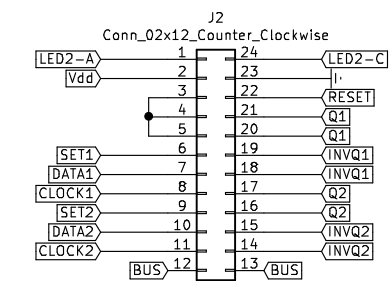 J2
Conn_02x12_Counter_Clockwise
LED2-A 1 24 LED2-C
Vdd 2 23
3 22 RESET
4 21 Q1
5 20 Q1
SET1 6 19 INVQ1
DATA1 7 18 INVQ1
CLOCK1 8 17 Q2
SET2 9 16 Q2
DATA2 10 15 INVQ2
CLOCK2 11 14 INVQ2
BUS 12 13 BUS